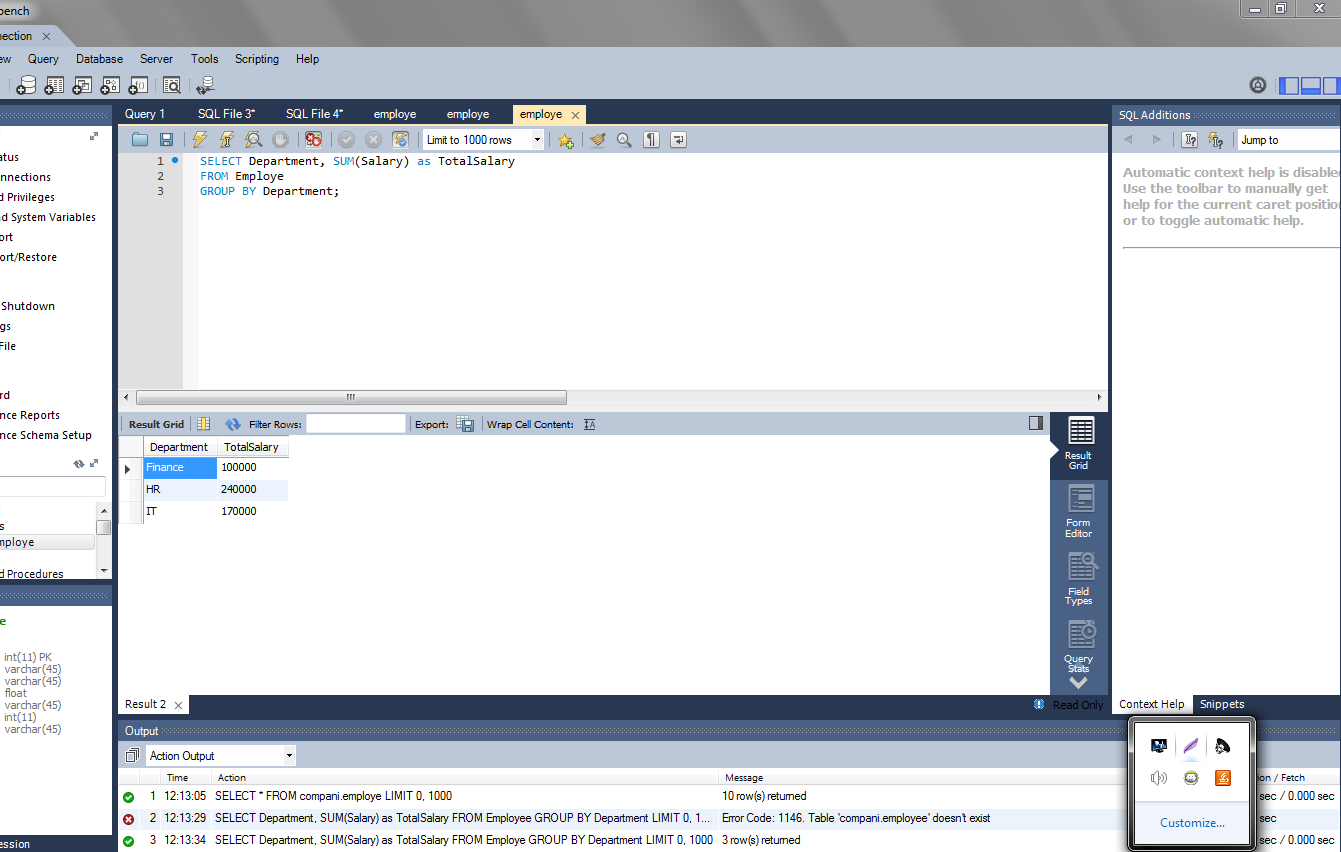 bench
nection
ew Query Database Server Tools Scripting Help
Query 1 SQL File 3* SQL File 4* employe employe employe
Limit to 1000 rows
1 SELECT Department, SUM(Salary) as TotalSalary
2 FROM Employe
3 GROUP BY Department;
atus
onnections
d Privileges
nd System Variables
ort
ort/Restore
Shutdown
gs
File
rd
nce Reports
nce Schema Setup
s
mploye
d Procedures
e
int(11) PK
varchar(45)
varchar(45)
float
varchar(45)
int(11)
varchar(45)
ession
Result Grid Filter Rows: Export: Wrap Cell Content:
Department TotalSalary
Finance 100000
HR 240000
IT 170000
Result
Grid
Form
Editor
Field
Types
Query
Stats
Result 2
Read Only
SQL Additions
Jump to
Automatic context help is disable
Use the toolbar to manually get
help for the current caret position
or to toggle automatic help.
Context Help Snippets
Output
Action Output
Time Action Message ion / Fetch
1 12:13:05 SELECT * FROM compani.employe LIMIT 0, 1000 10 row(s) returned sec / 0.000 sec
2 12:13:29 SELECT Department, SUM(Salary) as TotalSalary FROM Employee GROUP BY Department LIMIT 0, 1... Error Code: 1146. Table 'compani.employee' doesn't exist sec
3 12:13:34 SELECT Department, SUM(Salary) as TotalSalary FROM Employe GROUP BY Department LIMIT 0, 1000 3 row(s) returned sec / 0.000 sec
Customize...